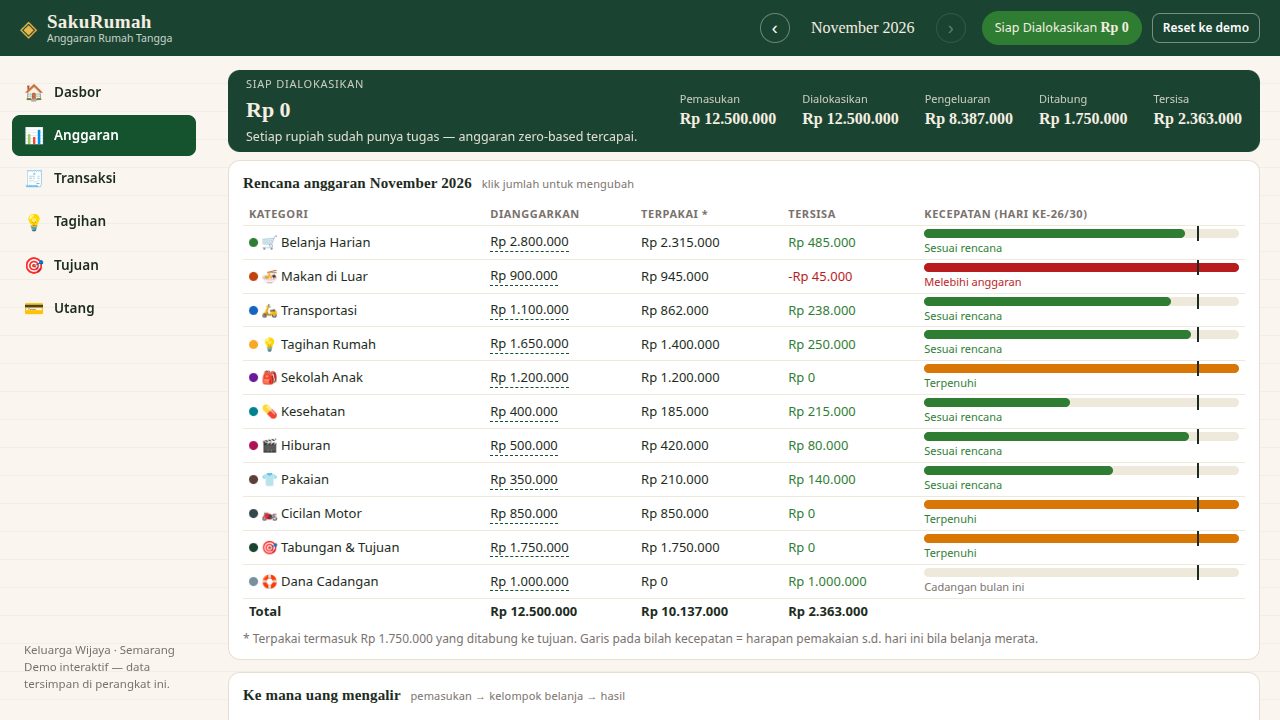 SakuRumah
Anggaran Rumah Tangga
November 2026
Siap Dialokasikan Rp 0
Reset ke demo
Dasbor
Anggaran
Transaksi
Tagihan
Tujuan
Utang
Keluarga Wijaya · Semarang
Demo interaktif — data
tersimpan di perangkat ini.
SIAP DIALOKASIKAN
Rp 0
Setiap rupiah sudah punya tugas — anggaran zero-based tercapai.
Pemasukan
Rp 12.500.000
Dialokasikan
Rp 12.500.000
Pengeluaran
Rp 8.387.000
Ditabung
Rp 1.750.000
Tersisa
Rp 2.363.000
Rencana anggaran November 2026 klik jumlah untuk mengubah
KATEGORI DIANGGARKAN TERPAKAI * TERSISA KECEPATAN (HARI KE-26/30)
Belanja Harian Rp 2.800.000 Rp 2.315.000 Rp 485.000 Sesuai rencana
Makan di Luar Rp 900.000 Rp 945.000 -Rp 45.000 Melebihi anggaran
Transportasi Rp 1.100.000 Rp 862.000 Rp 238.000 Sesuai rencana
Tagihan Rumah Rp 1.650.000 Rp 1.400.000 Rp 250.000 Sesuai rencana
Sekolah Anak Rp 1.200.000 Rp 1.200.000 Rp 0 Terpenuhi
Kesehatan Rp 400.000 Rp 185.000 Rp 215.000 Sesuai rencana
Hiburan Rp 500.000 Rp 420.000 Rp 80.000 Sesuai rencana
Pakaian Rp 350.000 Rp 210.000 Rp 140.000 Sesuai rencana
Cicilan Motor Rp 850.000 Rp 850.000 Rp 0 Terpenuhi
Tabungan & Tujuan Rp 1.750.000 Rp 1.750.000 Rp 0 Terpenuhi
Dana Cadangan Rp 1.000.000 Rp 0 Rp 1.000.000 Cadangan bulan ini
Total Rp 12.500.000 Rp 10.137.000 Rp 2.363.000
* Terpakai termasuk Rp 1.750.000 yang ditabung ke tujuan. Garis pada bilah kecepatan = harapan pemakaian s.d. hari ini bila belanja merata.
Ke mana uang mengalir pemasukan → kelompok belanja → hasil